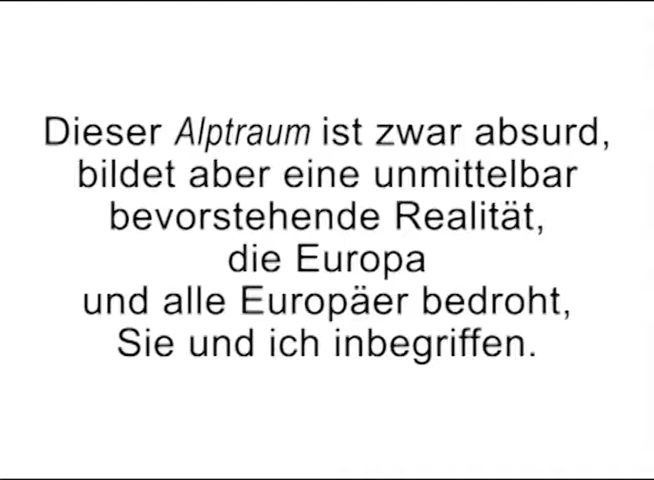 Dieser Alptraum ist zwar absurd,
bildet aber eine unmittelbar
bevorstehende Realität,
die Europa
und alle Europäer bedroht,
Sie und ich inbegriffen.